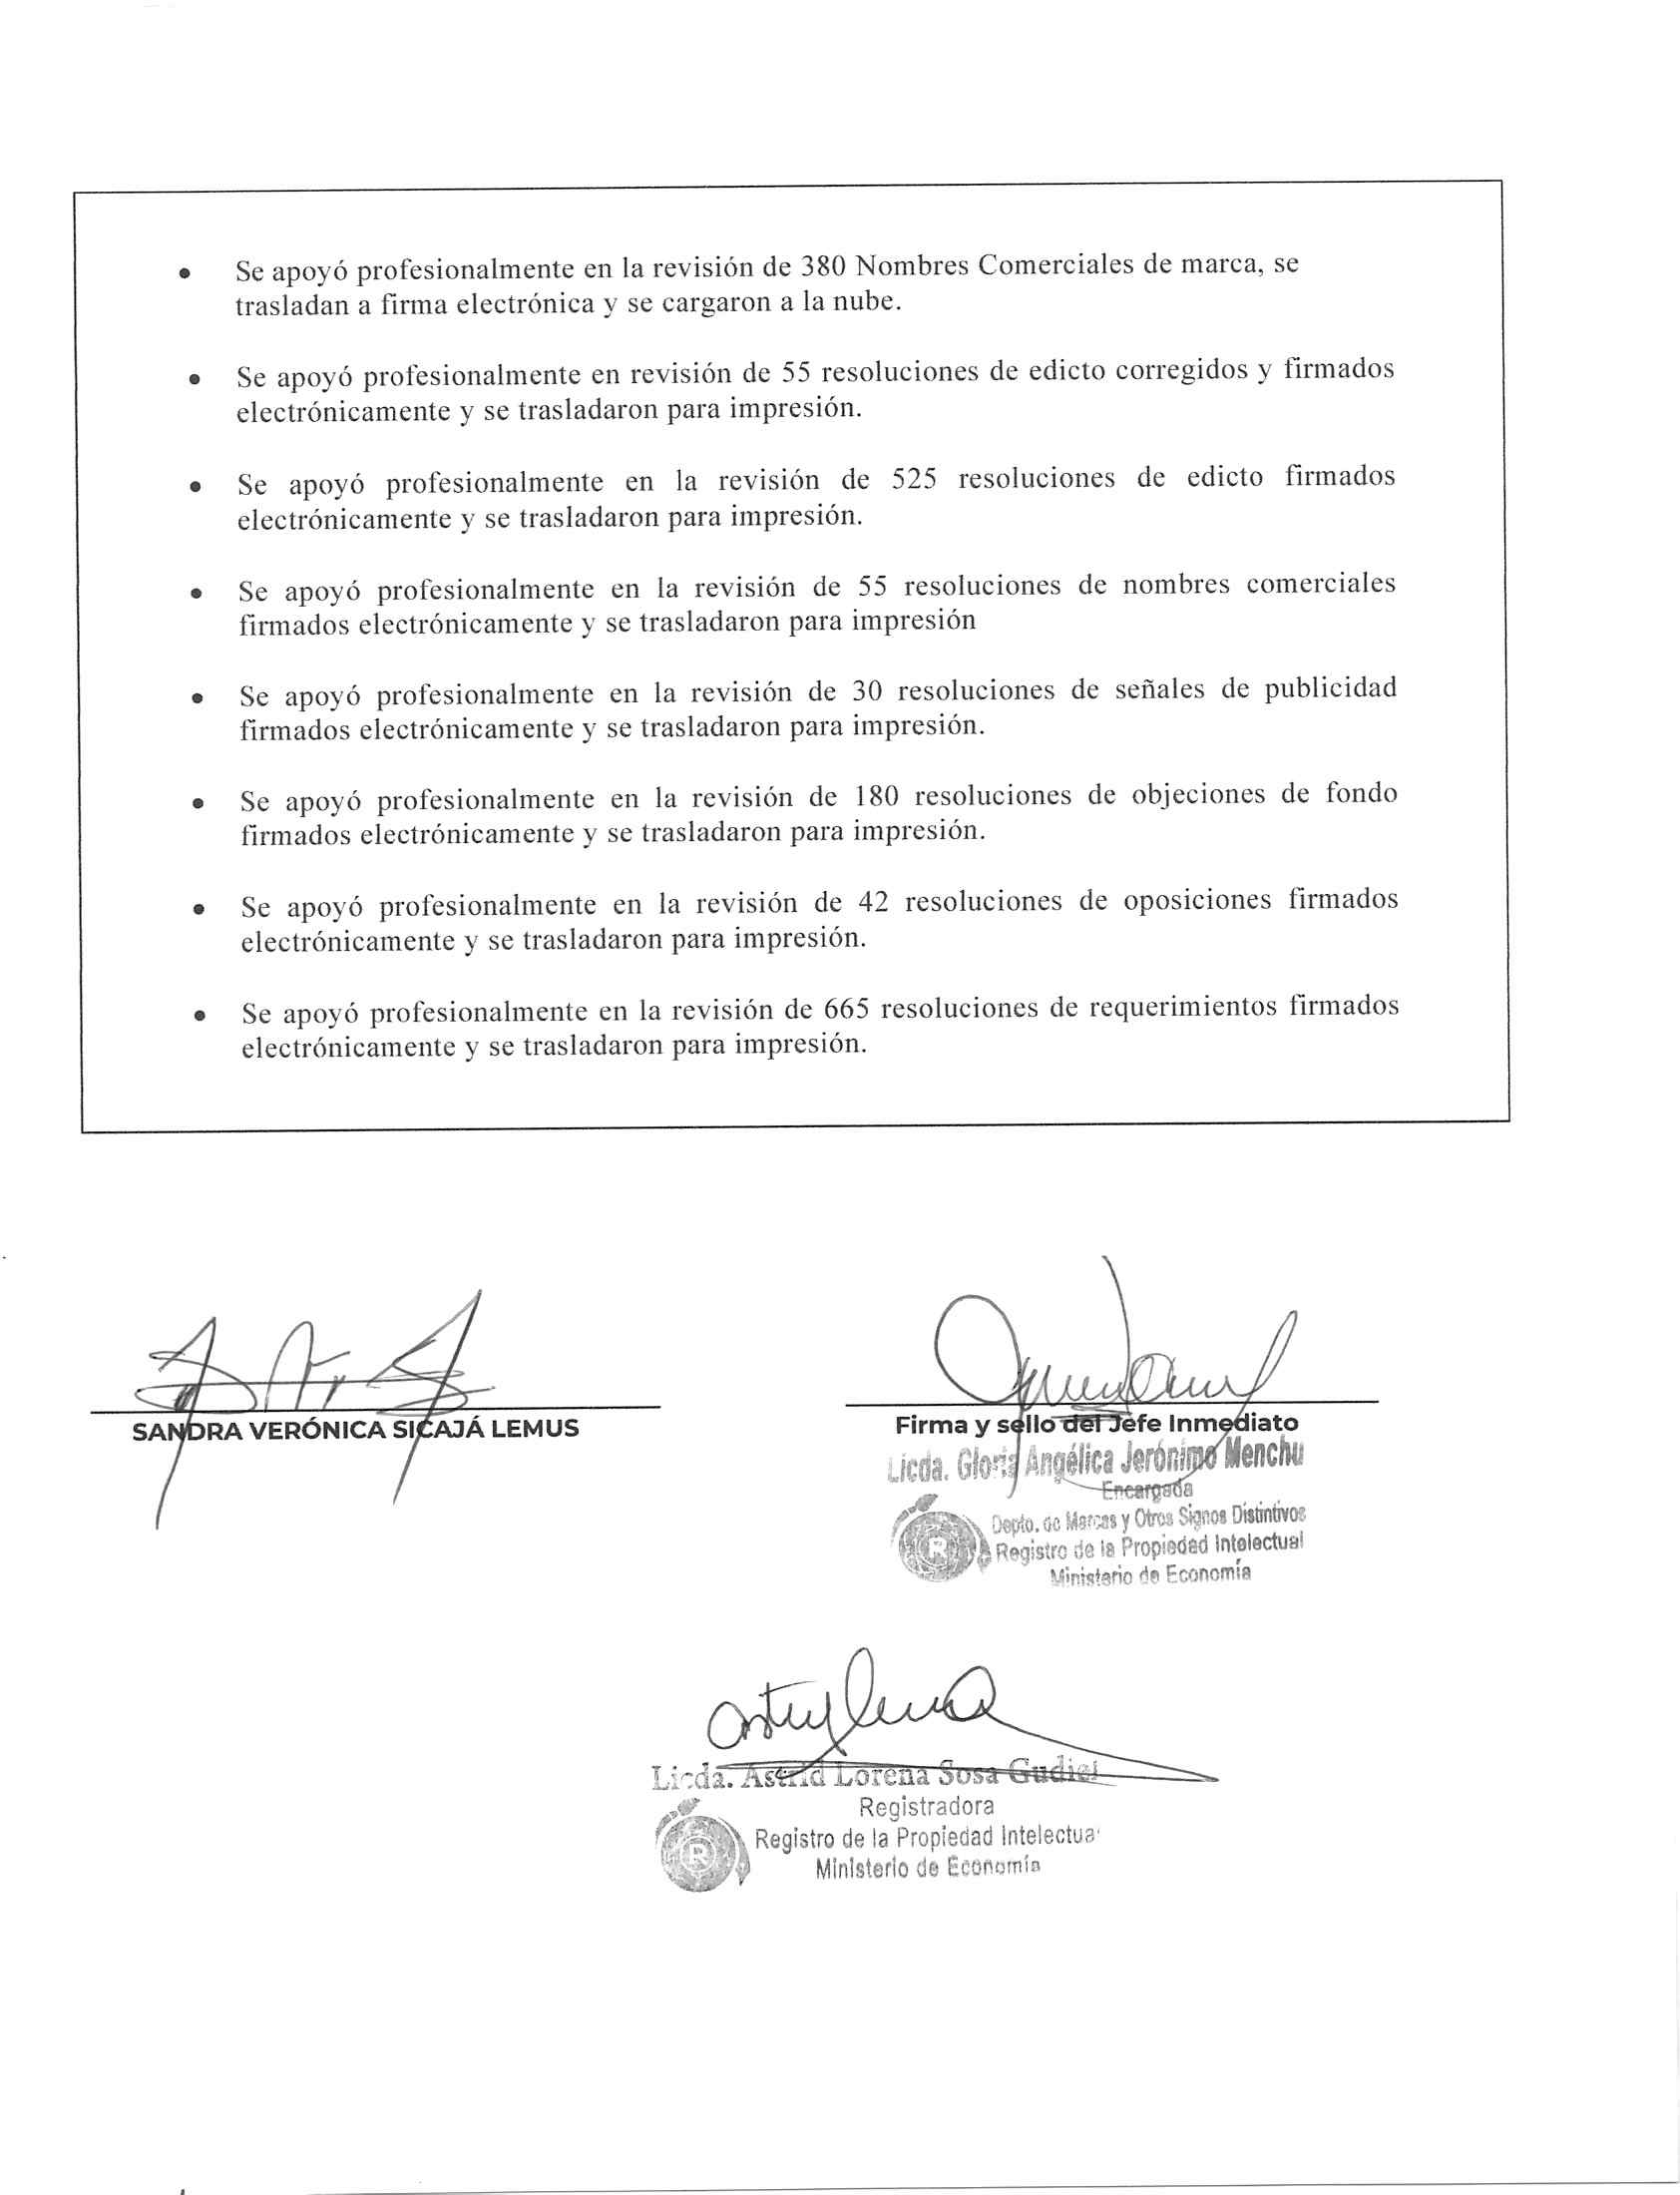 • Se apoyó profesionalmente en la revisión de 380 Nombres Comerciales de marca, se
trasladan a firma electrónica y se cargaron a la nube.
• Se apoyó profesionalmente en revisión de 55 resoluciones de edicto corregidos y firmados
electrónicamente y se trasladaron para impresión.
• Se apoyó profesionalmente en la revisión de 525 resoluciones de edicto firmados
electrónicamente y se trasladaron para impresión.
• Se apoyó profesionalmente en la revisión de 55 resoluciones de nombres comerciales
firmados electrónicamente y se trasladaron para impresión
• Se apoyó profesionalmente en la revisión de 30 resoluciones de señales de publicidad
firmados electrónicamente y se trasladaron para impresión.
• Se apoyó profesionalmente en la revisión de 180 resoluciones de objeciones de fondo
firmados electrónicamente y se trasladaron para impresión.
• Se apoyó profesionalmente en la revisión de 42 resoluciones de oposiciones firmados
electrónicamente y se trasladaron para impresión.
• Se apoyó profesionalmente en la revisión de 665 resoluciones de requerimientos firmados
electrónicamente y se trasladaron para impresión.
SANDRA VERÓNICA SICAJÁ LEMUS
Firma y sello del Jefe Inmediato
Licda. Gloria Angélica Jerónimo Menchu
Encargada
Depto. de Marcas y Otros Signos Distintivos
R Registro de la Propiedad Intelectual
Ministerio de Economía
Licda. Astrid Lorena Sosa Gudiel
Registradora
R Registro de la Propiedad Intelectua
Ministerio de Economía